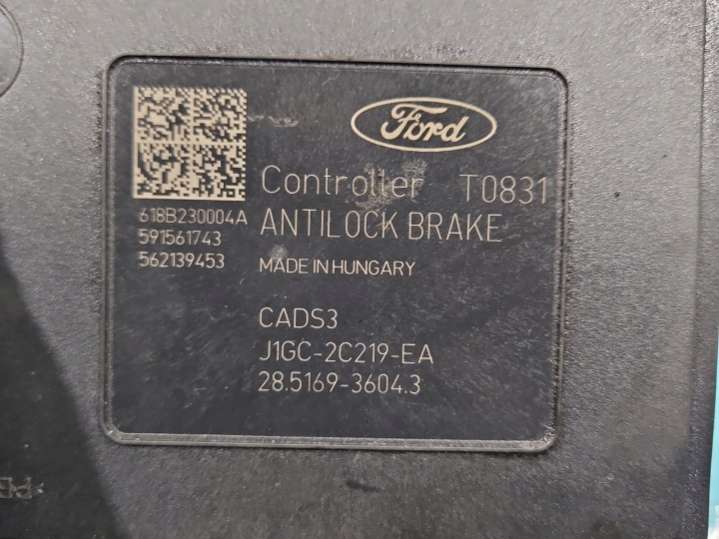 Ford
Controller T0831
ANTILOCK BRAKE
MADE IN HUNGARY
618B230004A
591561743
562139453
CADS3
J1GC-2C219-EA
28.5169-3604.3